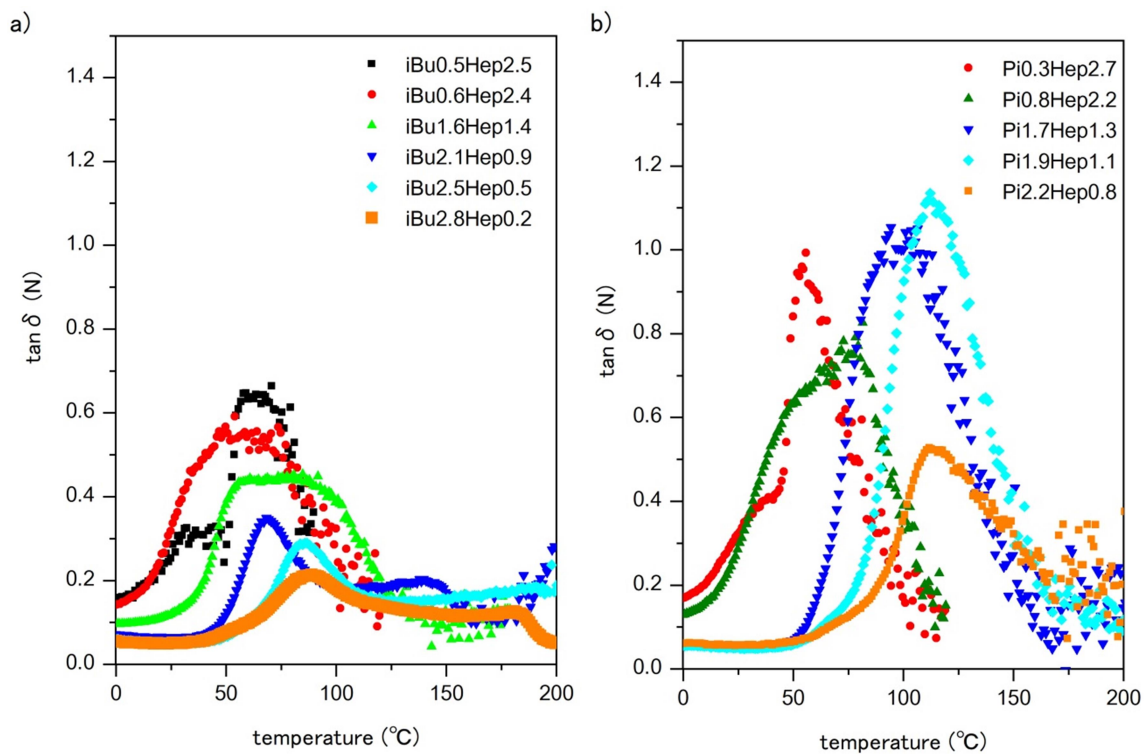 a)
1.4
1.2
1.0
0.8
0.6
0.4
0.2
0.0
tan δ (N)
0 50 100 150 200
temperature (℃)
iBu0.5Hep2.5
iBu0.6Hep2.4
iBu1.6Hep1.4
iBu2.1Hep0.9
iBu2.5Hep0.5
iBu2.8Hep0.2
b)
1.4
1.2
1.0
0.8
0.6
0.4
0.2
0.0
tan δ (N)
0 50 100 150 200
temperature (℃)
Pi0.3Hep2.7
Pi0.8Hep2.2
Pi1.7Hep1.3
Pi1.9Hep1.1
Pi2.2Hep0.8